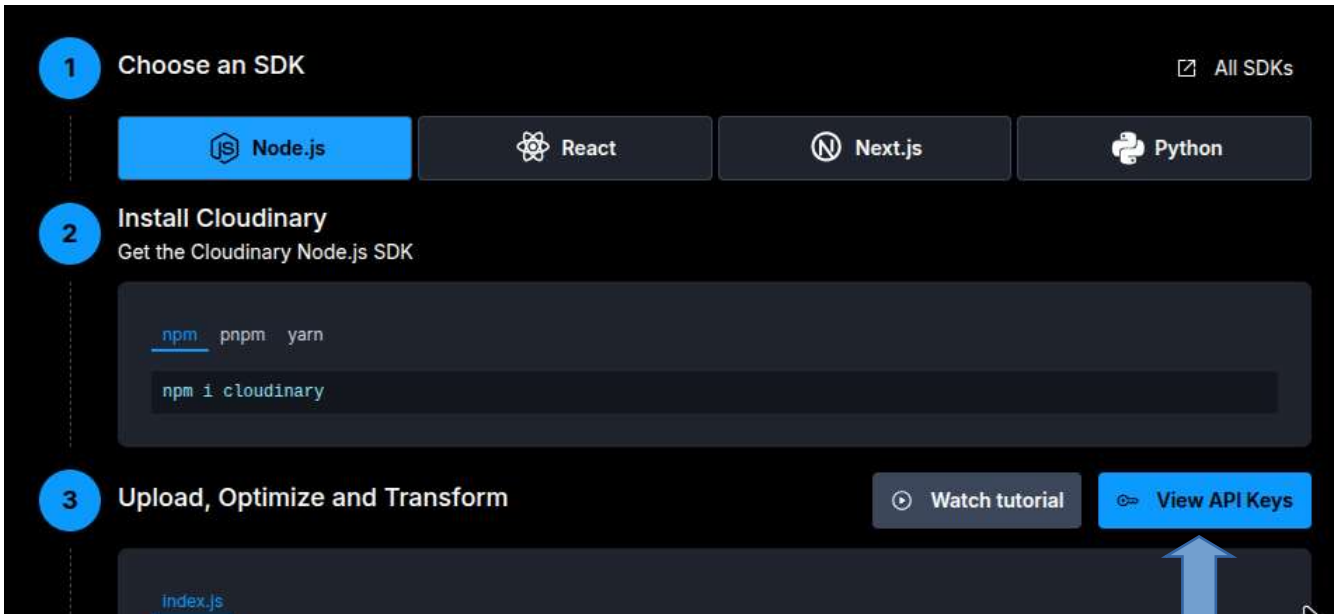 1 Choose an SDK All SDKs
JS Node.js React N Next.js Python
2 Install Cloudinary
Get the Cloudinary Node.js SDK
npm pnpm yarn
npm i cloudinary
3 Upload, Optimize and Transform Watch tutorial View API Keys
index.js